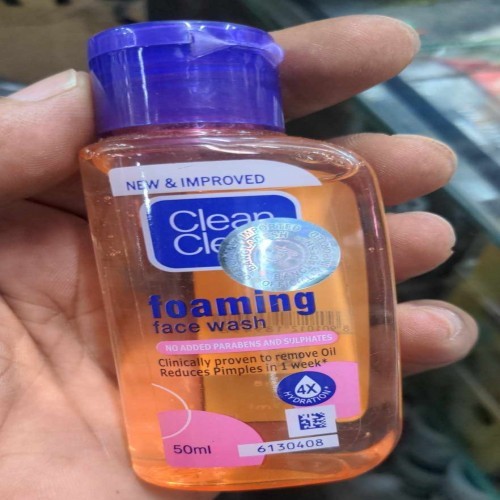 NEW & IMPROVED
Clean
foaming
face wash
NO ADDED PARABENS AND SULPHATES
Clinically proven to remove Oil
Reduces Pimples in 1 week*
4X
HYDRATION*
50ml
6130408